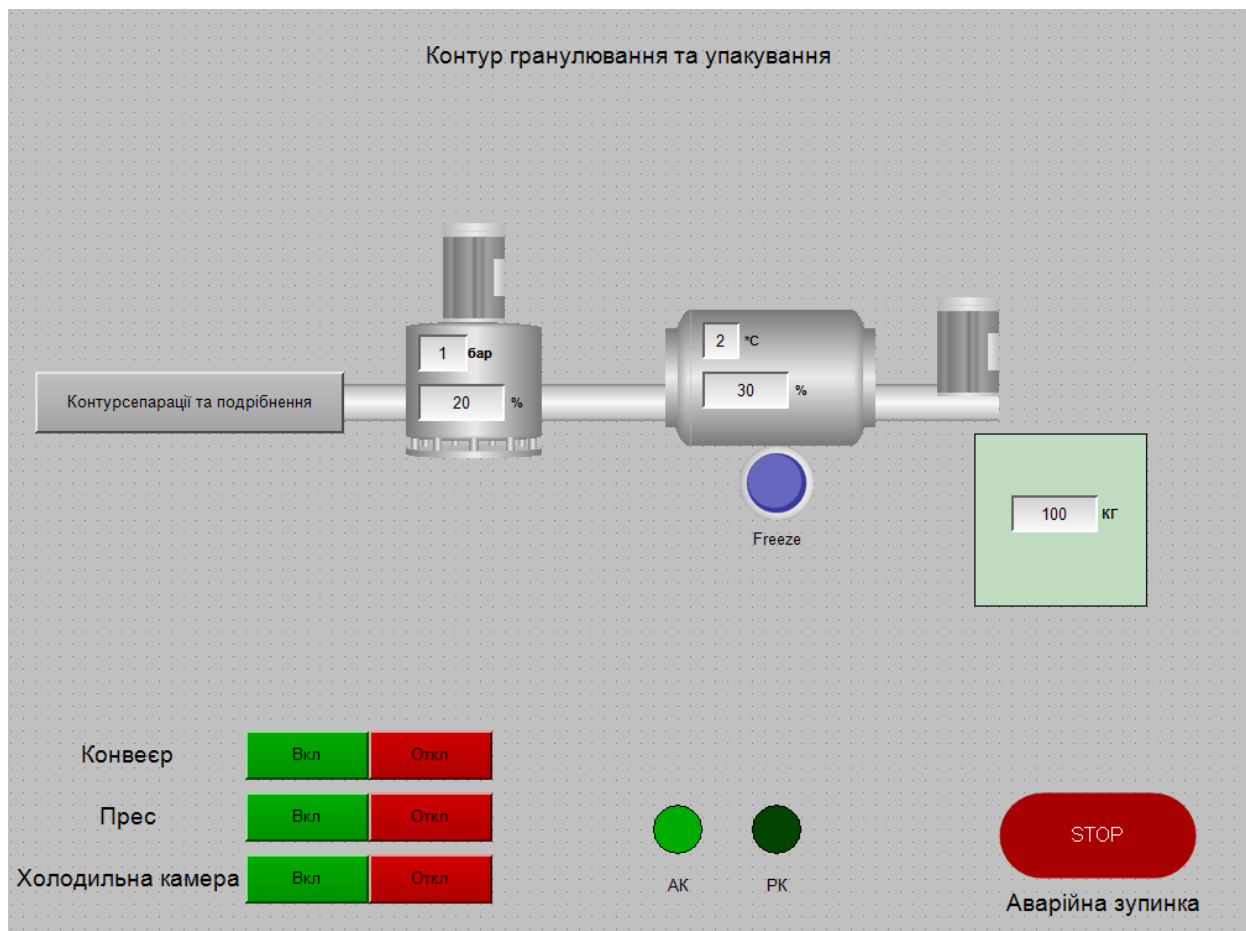 Контур гранулювання та упакування
1 бар
20 %
2 *C
30 %
Контурсепарації та подрібнення
Freeze
100 кг
Конвеєр Вкл Откл
Прес Вкл Откл
Холодильна камера Вкл Откл
АК РК
STOP
Аварійна зупинка